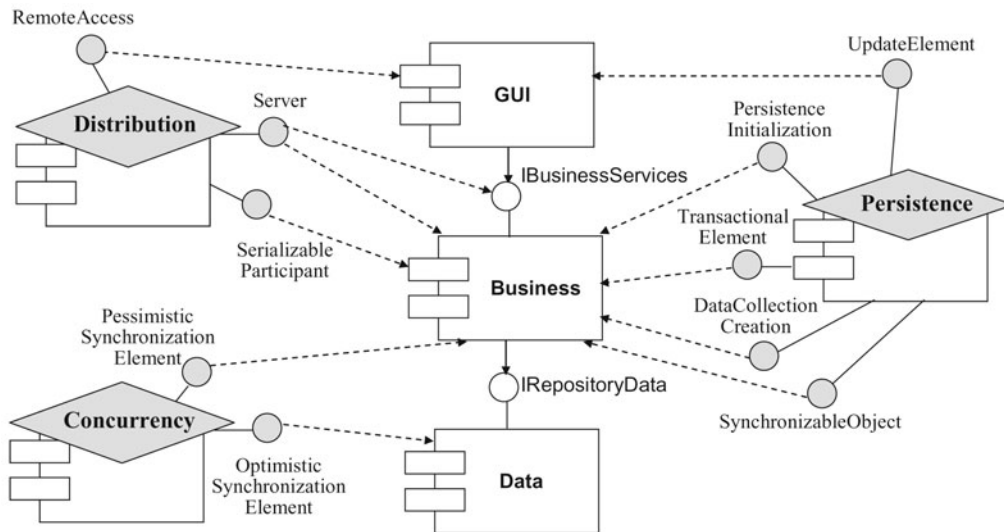 RemoteAccess
UpdateElement
GUI
Server
Distribution
Persistence
Initialization
IBusinessServices
Persistence
Transactional
Element
Serializable
Participant
Business
DataCollection
Creation
Pessimistic
Synchronization
Element
IRepositoryData
SynchronizableObject
Concurrency
Optimistic
Synchronization
Element
Data